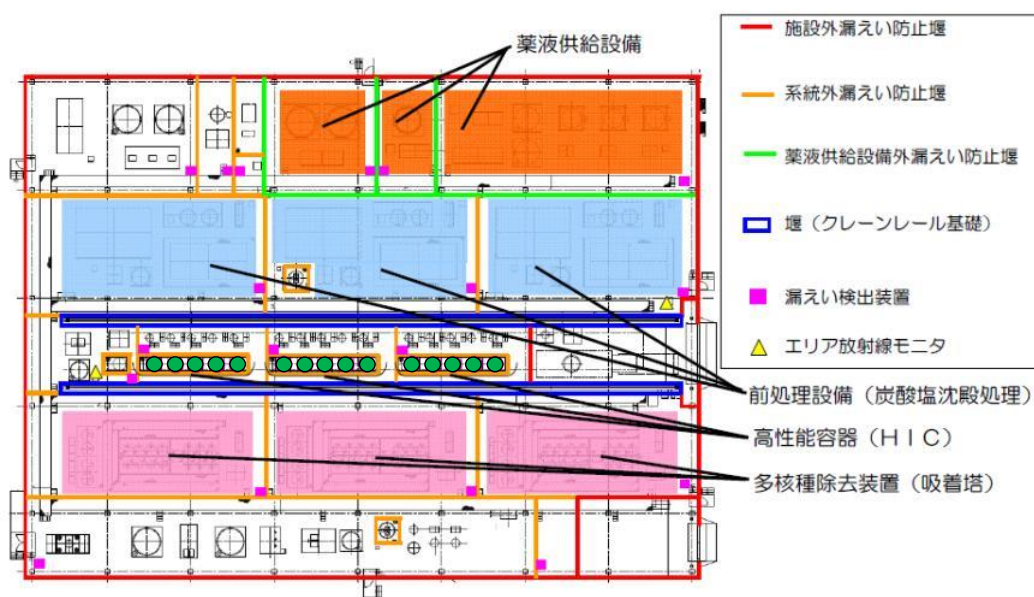 薬液供給設備
施設外漏えい防止堰
系統外漏えい防止堰
薬液供給設備外漏えい防止堰
堰（クレーンレール基礎）
漏えい検出装置
エリア放射線モニタ
前処理設備（炭酸塩沈殿処理）
高性能容器（ＨＩＣ）
多核種除去装置（吸着塔）